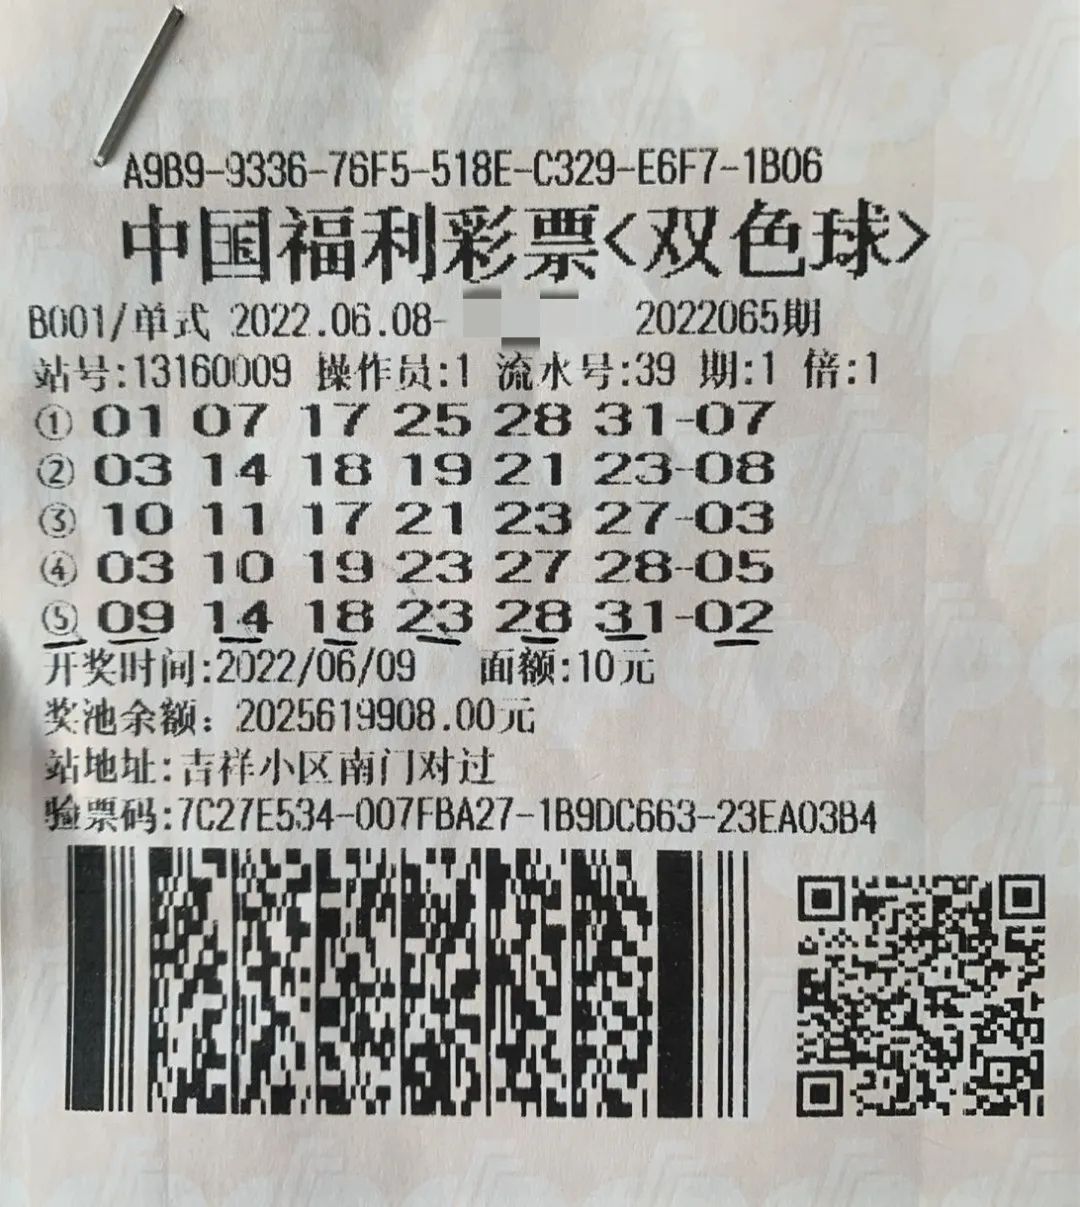 A9B9-9336-76F5-518E-C329-E6F7-1B06
中国福利彩票<双色球>
B001/单式 2022.06.08- 2022065期
站号:13160009 操作员:1 流水号:39 期:1 倍:1
① 01 07 17 25 28 31-07
② 03 14 18 19 21 23-08
③ 10 11 17 21 23 27-03
④ 03 10 19 23 27 28-05
⑤ 09 14 18 23 28 31-02
开奖时间:2022/06/09 面额:10元
奖池余额：2025619908.00元
站地址:吉祥小区南门对过
验票码:7C27E534-007FBA27-1B9DC663-23EA03B4